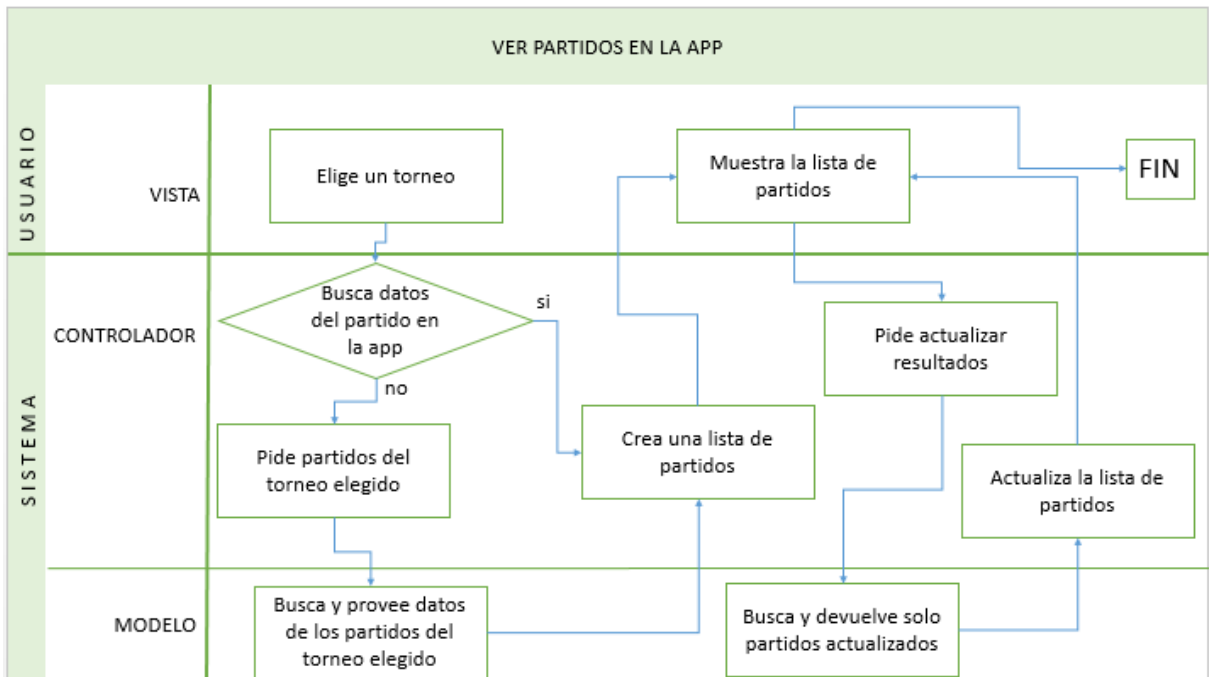 VER PARTIDOS EN LA APP
USUARIO
VISTA
Elige un torneo
Muestra la lista de
partidos
FIN
SISTEMA
CONTROLADOR
Busca datos
del partido en
la app
si
no
Pide partidos del
torneo elegido
Crea una lista de
partidos
Pide actualizar
resultados
Actualiza la lista de
partidos
MODELO
Busca y provee datos
de los partidos del
torneo elegido
Busca y devuelve solo
partidos actualizados